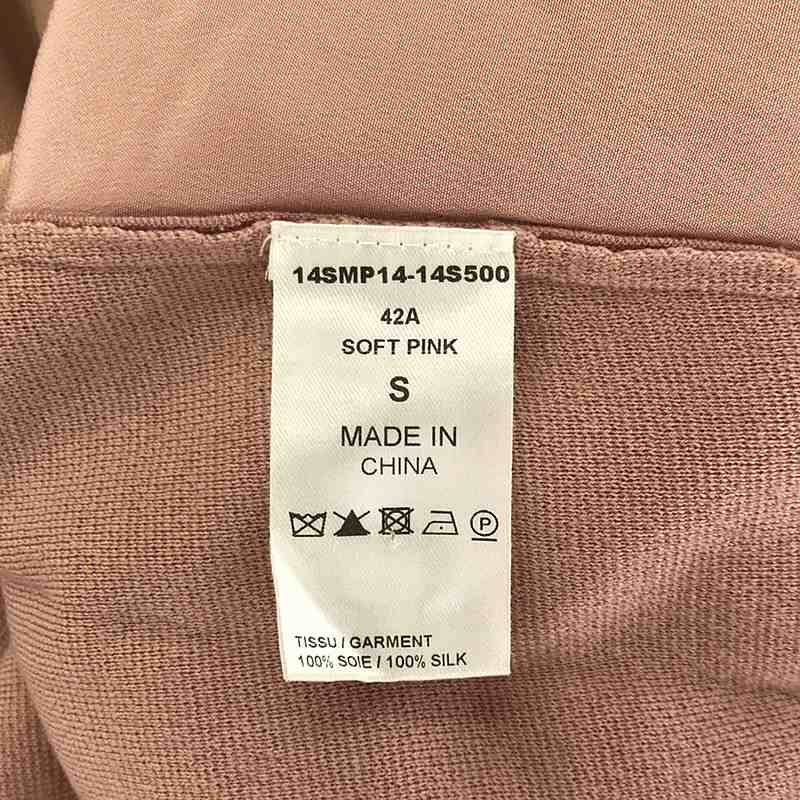 14SMP14-14S500
42A
SOFT PINK
S
MADE IN
CHINA
P
TISSU / GARMENT
100% SOIE / 100% SILK